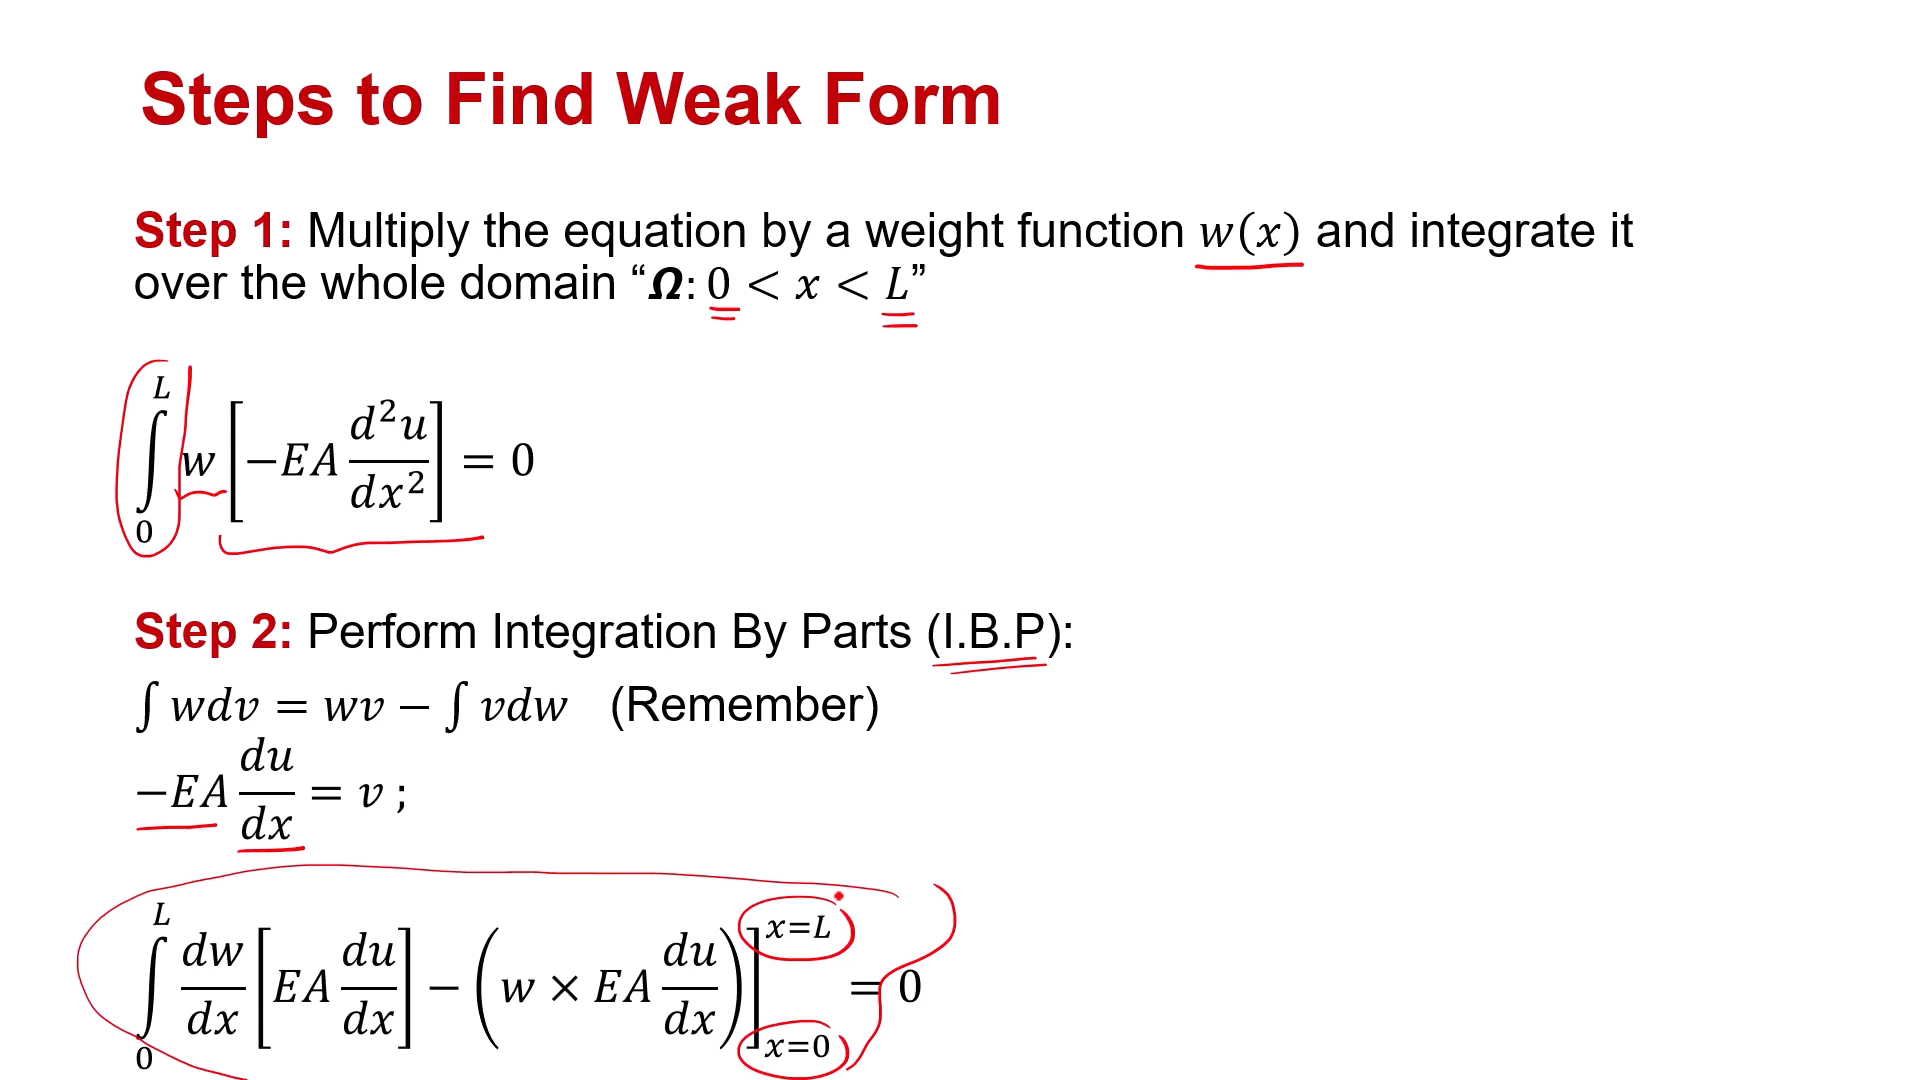 Steps to Find Weak Form
Step 1: Multiply the equation by a weight function w(x) and integrate it
over the whole domain “Ω: 0 < x < L”
∫₀ᴸ w [−EA d²u/dx²] = 0
Step 2: Perform Integration By Parts (I.B.P):
∫ wdv = wv − ∫ vdw (Remember)
−EA du/dx = v ;
∫₀ᴸ dw/dx [EA du/dx] − (w × EA du/dx)]ₓ₌₀ˣ⁼ᴸ = 0